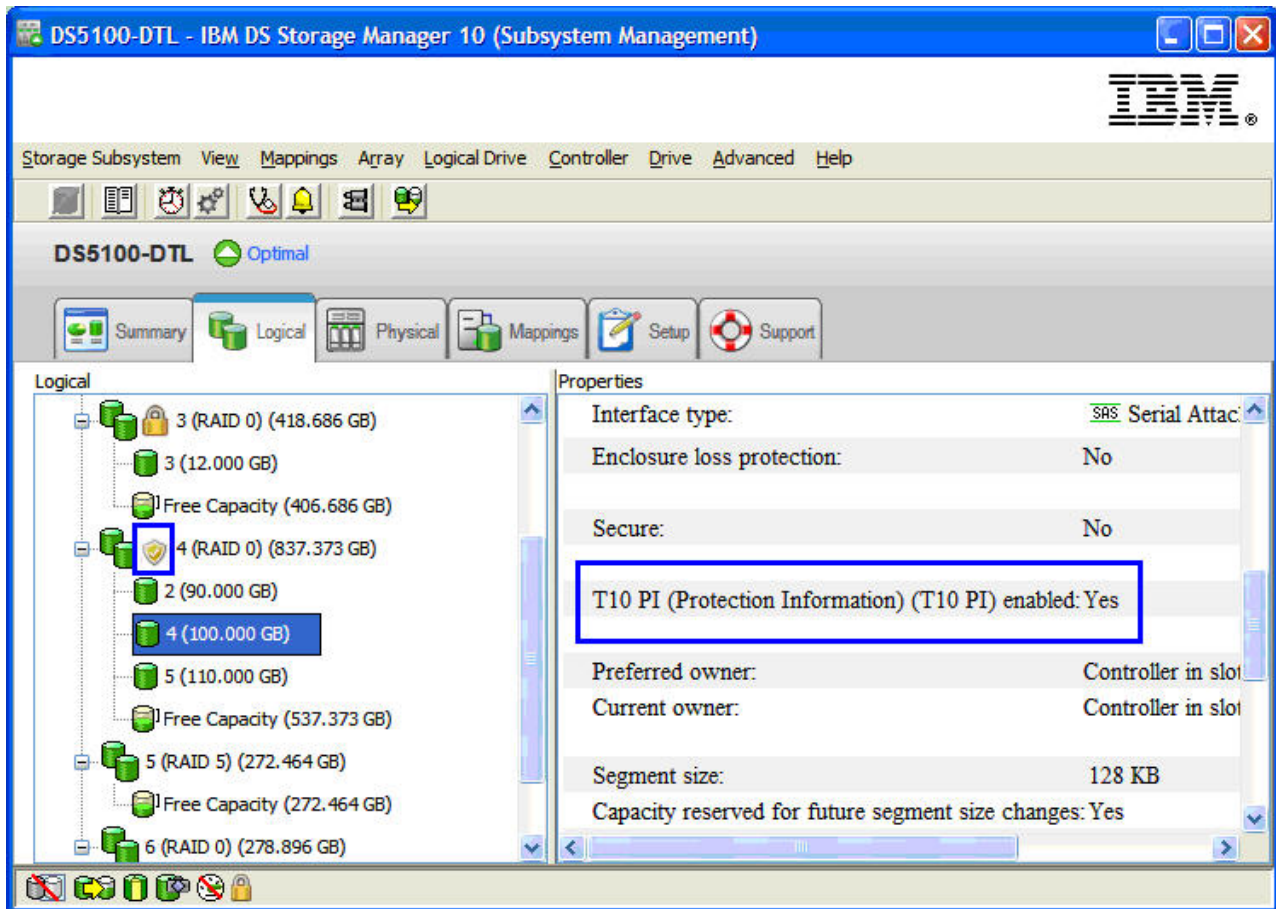 DS5100-DTL - IBM DS Storage Manager 10 (Subsystem Management)
IBM®
Storage Subsystem View Mappings Array Logical Drive Controller Drive Advanced Help
DS5100-DTL Optimal
Summary Logical Physical Mappings Setup Support
Logical
3 (RAID 0) (418.686 GB)
3 (12.000 GB)
Free Capacity (406.686 GB)
4 (RAID 0) (837.373 GB)
2 (90.000 GB)
4 (100.000 GB)
5 (110.000 GB)
Free Capacity (537.373 GB)
5 (RAID 5) (272.464 GB)
Free Capacity (272.464 GB)
6 (RAID 0) (278.896 GB)
Properties
Interface type: SAS Serial Attac
Enclosure loss protection: No
Secure: No
T10 PI (Protection Information) (T10 PI) enabled: Yes
Preferred owner: Controller in slot
Current owner: Controller in slot
Segment size: 128 KB
Capacity reserved for future segment size changes: Yes